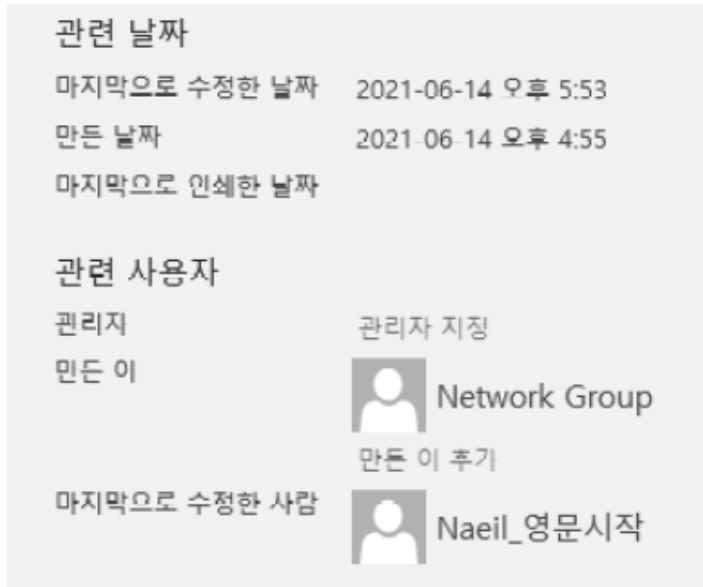 관련 날짜
마지막으로 수정한 날짜 2021-06-14 오후 5:53
만든 날짜 2021-06-14 오후 4:55
마지막으로 인쇄한 날짜
관련 사용자
관리자 관리자 지정
만든 이 Network Group
만든 이 추가
마지막으로 수정한 사람 Naeil_영문시작